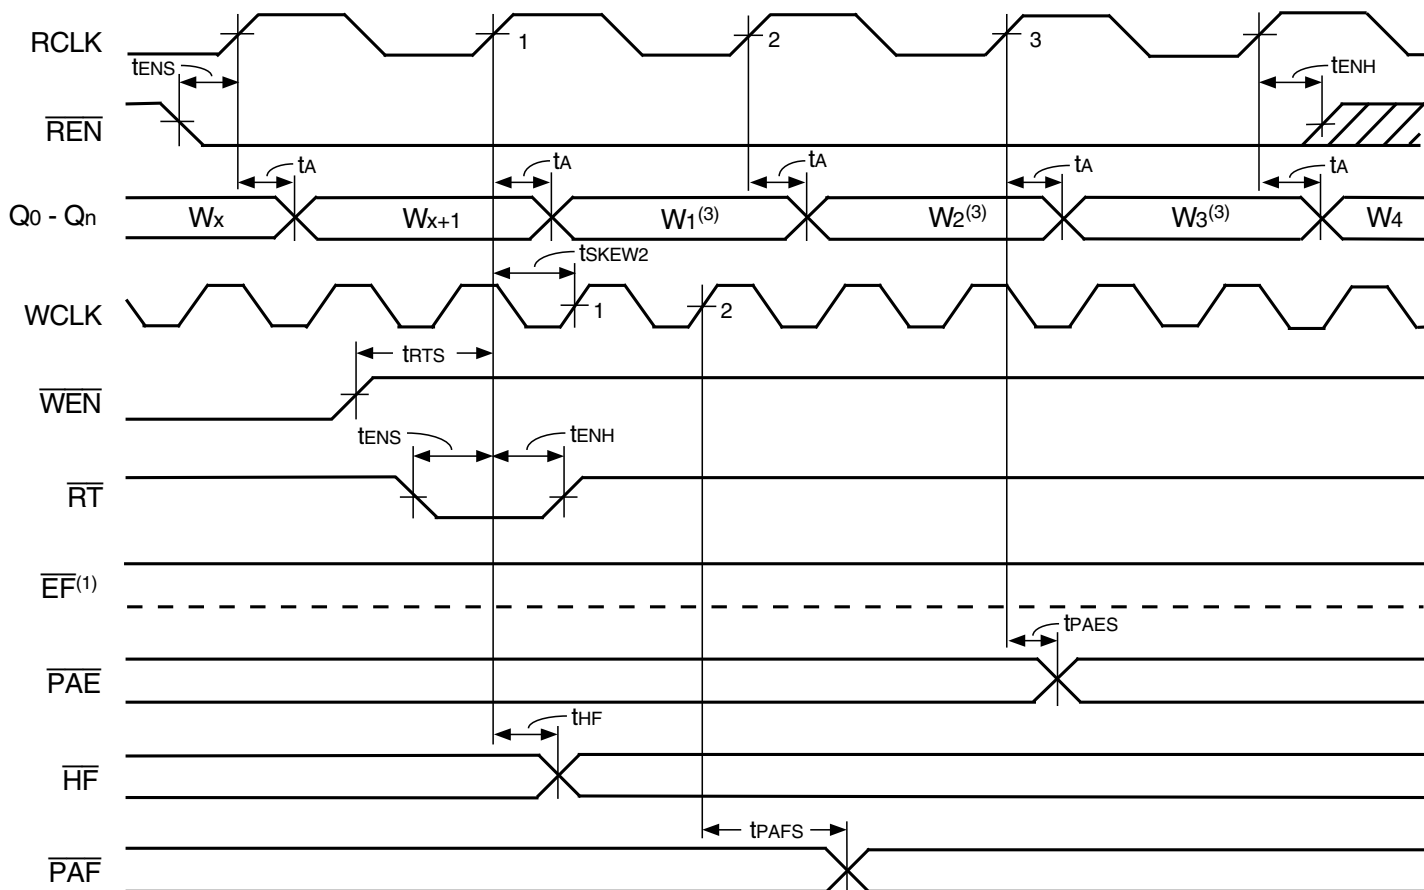 RCLK 1 2 3
tENS tENH
REN
tA tA tA tA tA
Q0 - Qn Wx Wx+1 W1(3) W2(3) W3(3) W4
tSKEW2
WCLK 1 2
tRTS
WEN
tENS tENH
RT
EF(1)
tPAES
PAE
tHF
HF
tPAFS
PAF